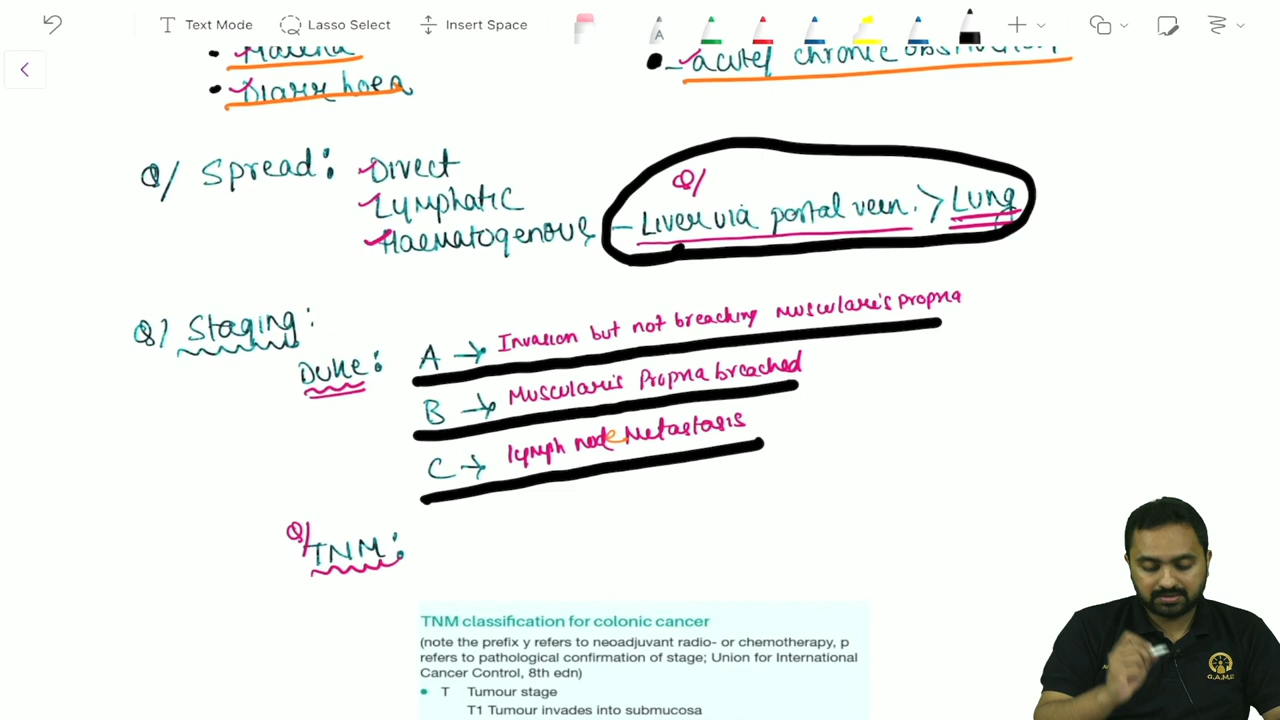 Text Mode
Lasso Select
Insert Space
A
• Malena
• Diarrhoea
- acute/ chronic obstruction
Q/ Spread: Direct
Lymphatic
Haematogenous - Liver via portal vein. > Lung
Q/
Q/ Staging:
Duke: A → Invasion but not breaching muscularis propria
B → Muscularis Propria breached
C → Lymph node Metastasis
Q/ TNM:
TNM classification for colonic cancer
(note the prefix y refers to neoadjuvant radio- or chemotherapy, p
refers to pathological confirmation of stage; Union for International
Cancer Control, 8th edn)
• T Tumour stage
T1 Tumour invades into submucosa
G.A.M.E